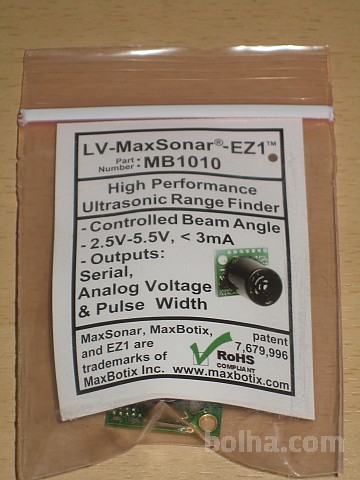 LV-MaxSonar®-EZ1™
Part Number: MB1010
High Performance
Ultrasonic Range Finder
- Controlled Beam Angle
- 2.5V-5.5V, < 3mA
- Outputs:
Serial,
Analog Voltage
& Pulse Width
MaxSonar, MaxBotix,
and EZ1 are
trademarks of
MaxBotix Inc.
RoHS
COMPLIANT
patent
7,679,996
www.maxbotix.com
bolha.com